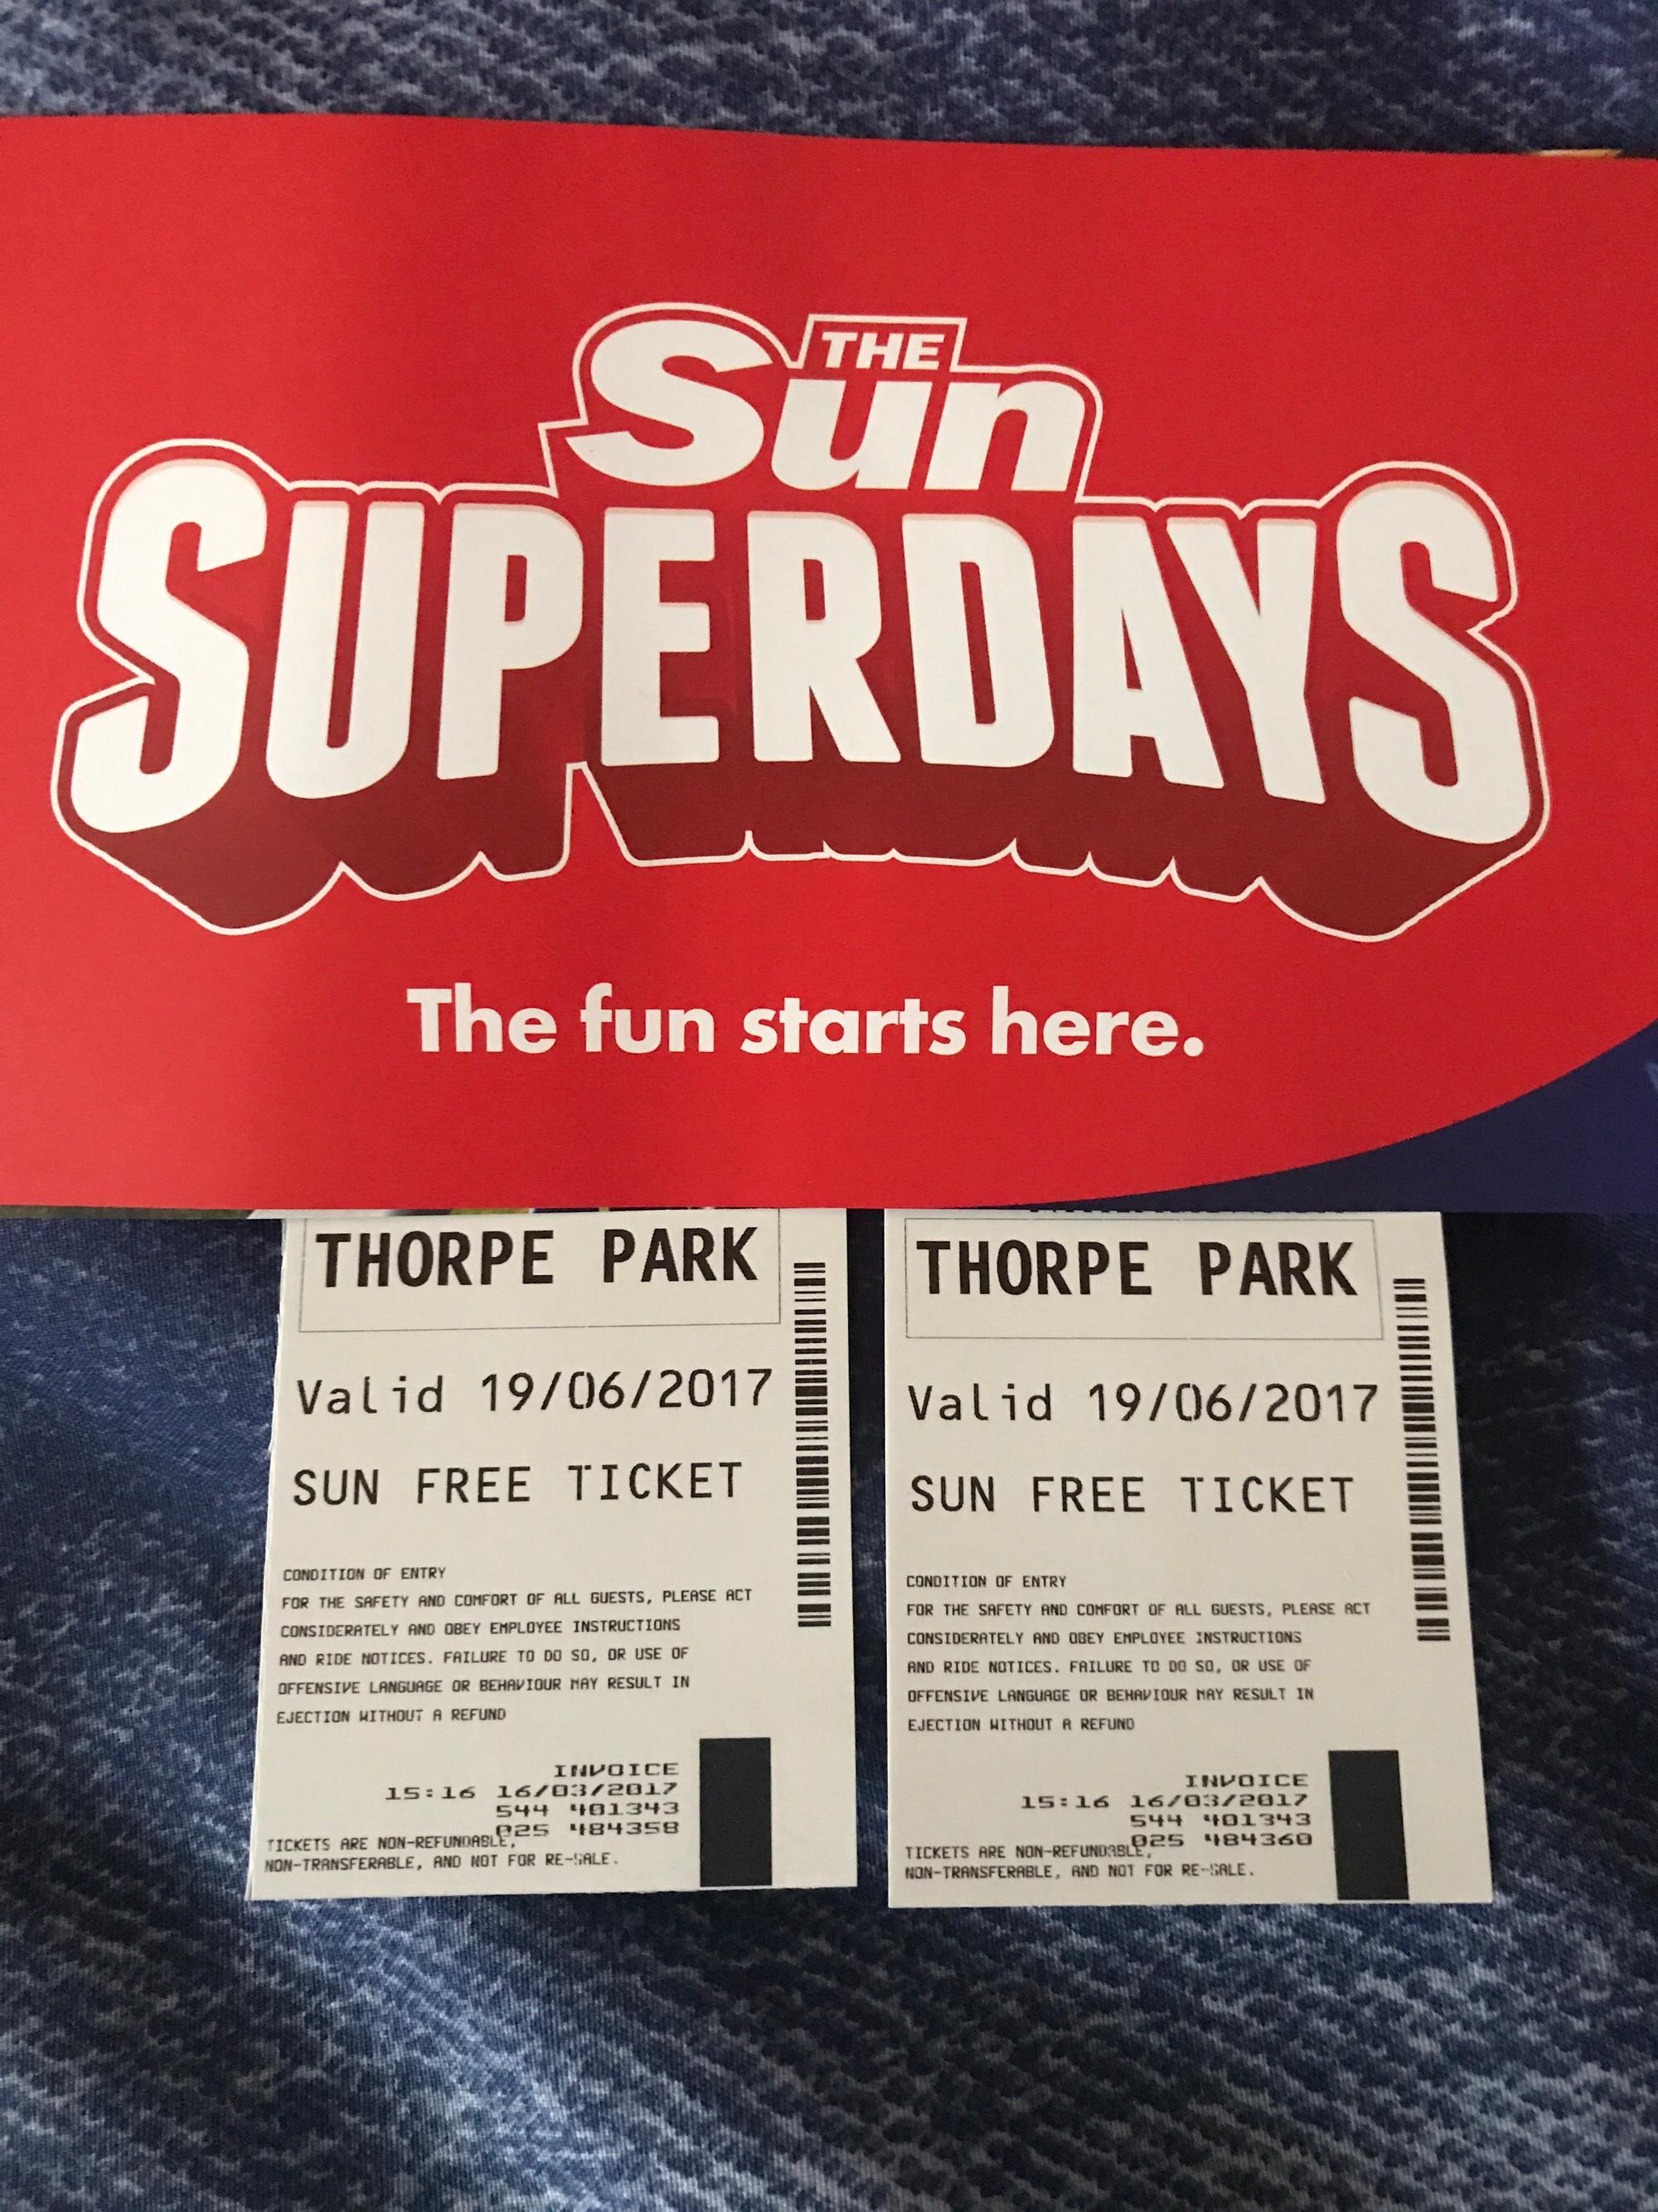 THE
Sun
SUPERDAYS
The fun starts here.
THORPE PARK
Valid 19/06/2017
SUN FREE TICKET
CONDITION OF ENTRY
FOR THE SAFETY AND COMFORT OF ALL GUESTS, PLEASE ACT
CONSIDERATELY AND OBEY EMPLOYEE INSTRUCTIONS
AND RIDE NOTICES. FAILURE TO DO SO, OR USE OF
OFFENSIVE LANGUAGE OR BEHAVIOUR MAY RESULT IN
EJECTION WITHOUT A REFUND
INVOICE
15:16 16/03/2017
544 401343
025 484358
TICKETS ARE NON-REFUNDABLE,
NON-TRANSFERABLE, AND NOT FOR RE-SALE.
THORPE PARK
Valid 19/06/2017
SUN FREE TICKET
CONDITION OF ENTRY
FOR THE SAFETY AND COMFORT OF ALL GUESTS, PLEASE ACT
CONSIDERATELY AND OBEY EMPLOYEE INSTRUCTIONS
AND RIDE NOTICES. FAILURE TO DO SO, OR USE OF
OFFENSIVE LANGUAGE OR BEHAVIOUR MAY RESULT IN
EJECTION WITHOUT A REFUND
INVOICE
15:16 16/03/2017
544 401343
025 484360
TICKETS ARE NON-REFUNDABLE,
NON-TRANSFERABLE, AND NOT FOR RE-SALE.